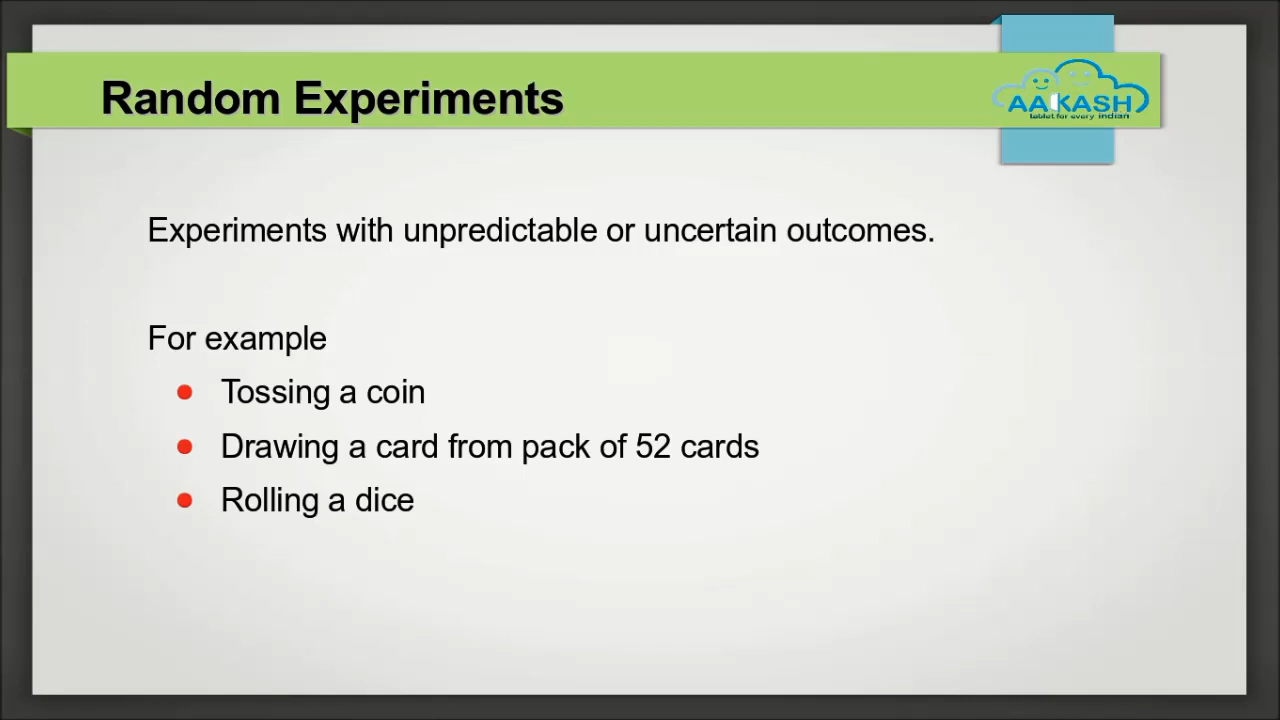 Random Experiments
AAKASH
tablet for every indian
Experiments with unpredictable or uncertain outcomes.
For example
Tossing a coin
Drawing a card from pack of 52 cards
Rolling a dice